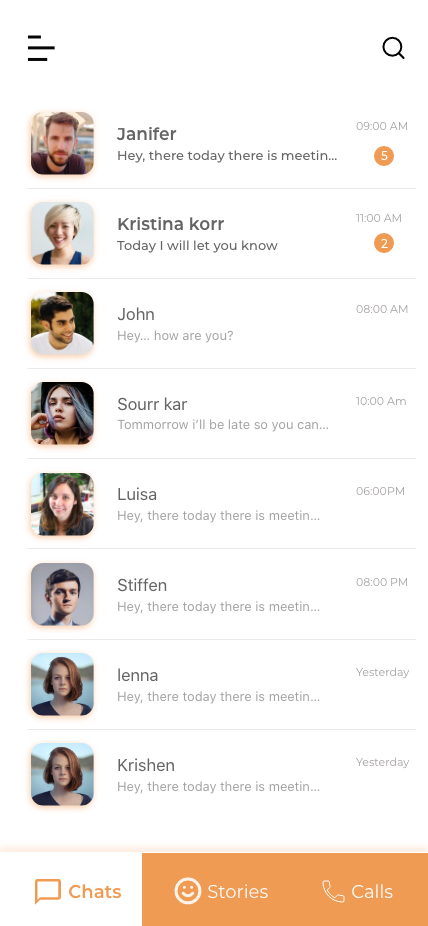 Janifer
09:00 AM
Hey, there today there is meetin...
5
Kristina korr
11:00 AM
Today I will let you know
2
John
08:00 AM
Hey... how are you?
Sourr kar
10:00 Am
Tommorrow i'll be late so you can...
Luisa
06:00PM
Hey, there today there is meetin...
Stiffen
08:00 PM
Hey, there today there is meetin...
Ienna
Yesterday
Hey, there today there is meetin...
Krishen
Yesterday
Hey, there today there is meetin...
Chats Stories Calls